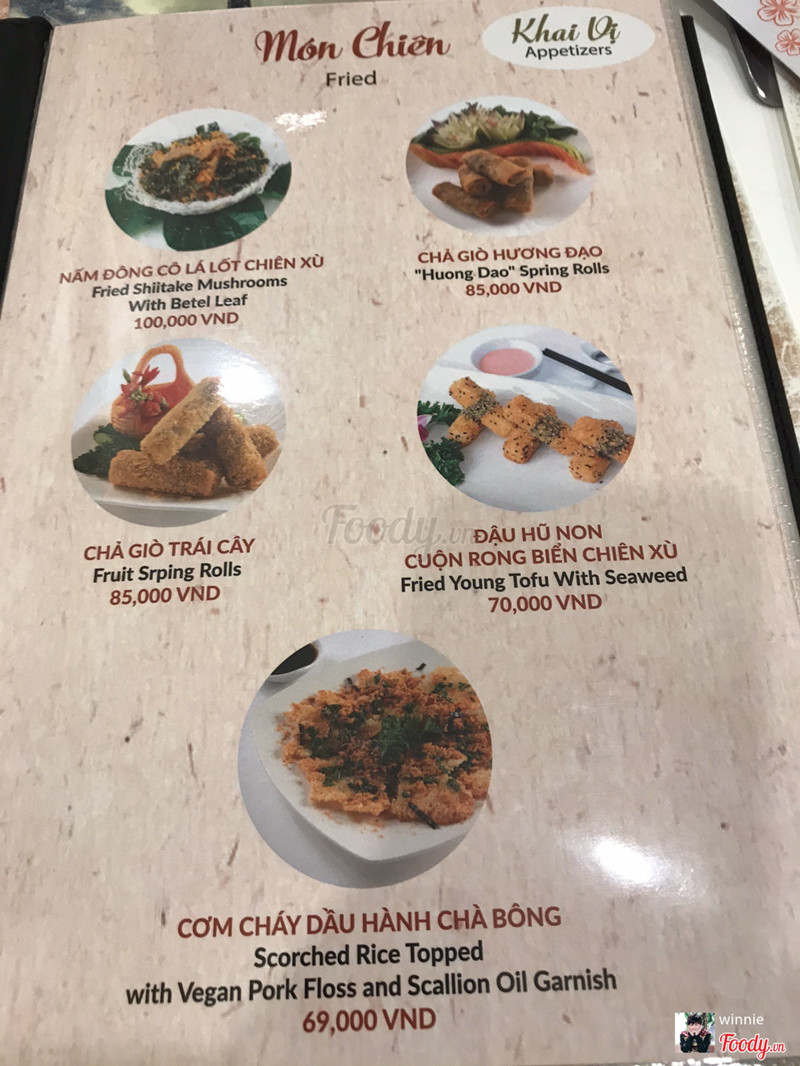 Món Chiên
Fried
Khai Vị
Appetizers
NẤM ĐÔNG CÔ LÁ LỐT CHIÊN XÙ
Fried Shiitake Mushrooms
With Betel Leaf
100,000 VND
CHẢ GIÒ HƯƠNG ĐẠO
"Huong Dao" Spring Rolls
85,000 VND
CHẢ GIÒ TRÁI CÂY
Fruit Srping Rolls
85,000 VND
ĐẬU HŨ NON
CUỘN RONG BIỂN CHIÊN XÙ
Fried Young Tofu With Seaweed
70,000 VND
Foody.vn
CƠM CHÁY DẦU HÀNH CHÀ BÔNG
Scorched Rice Topped
with Vegan Pork Floss and Scallion Oil Garnish
69,000 VND
winnie
Foody.vn